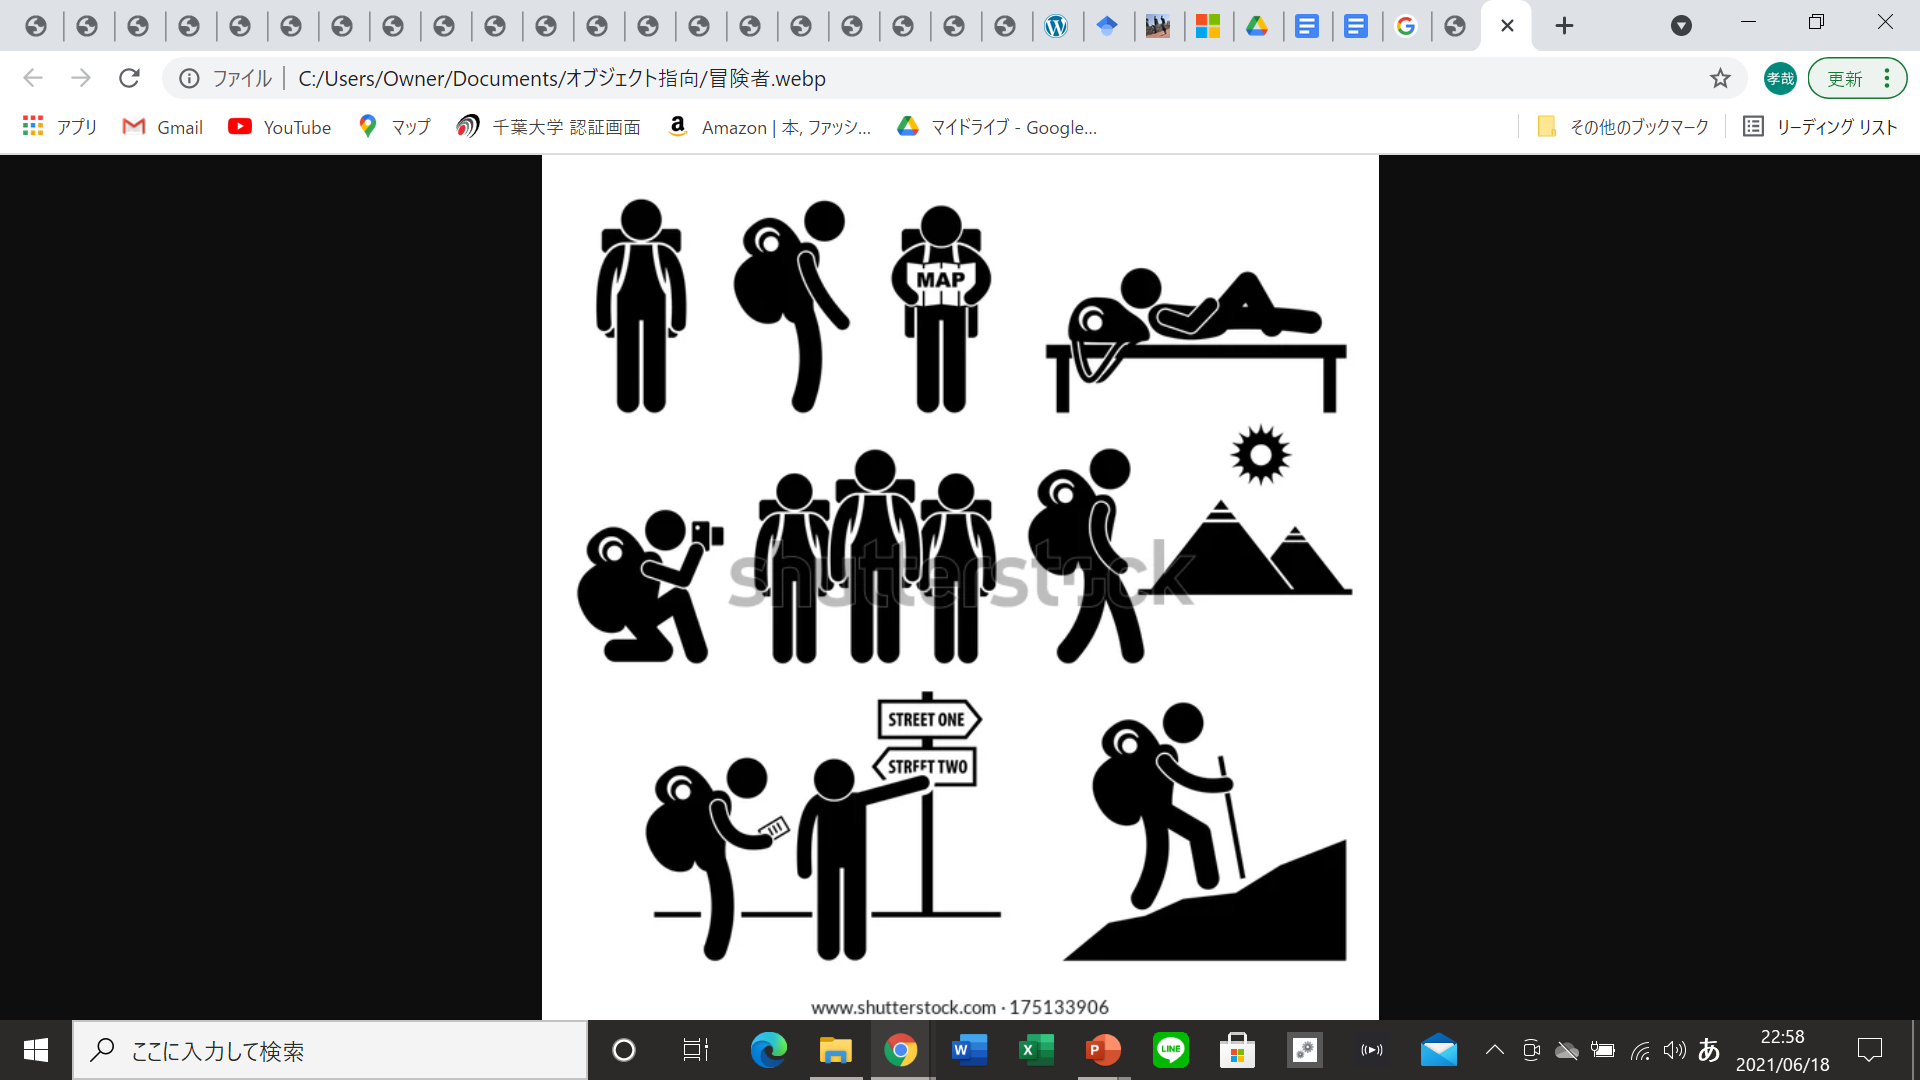 ファイル
C:/Users/Owner/Documents/オブジェクト指向/冒険者.webp
孝哉
更新
アプリ
Gmail
YouTube
マップ
千葉大学 認証画面
Amazon | 本, ファッシ...
マイドライブ - Google...
その他のブックマーク
リーディング リスト
MAP
shutterstock
STREET ONE
STREET TWO
www.shutterstock.com · 175133906
ここに入力して検索
LINE
あ
22:58
2021/06/18